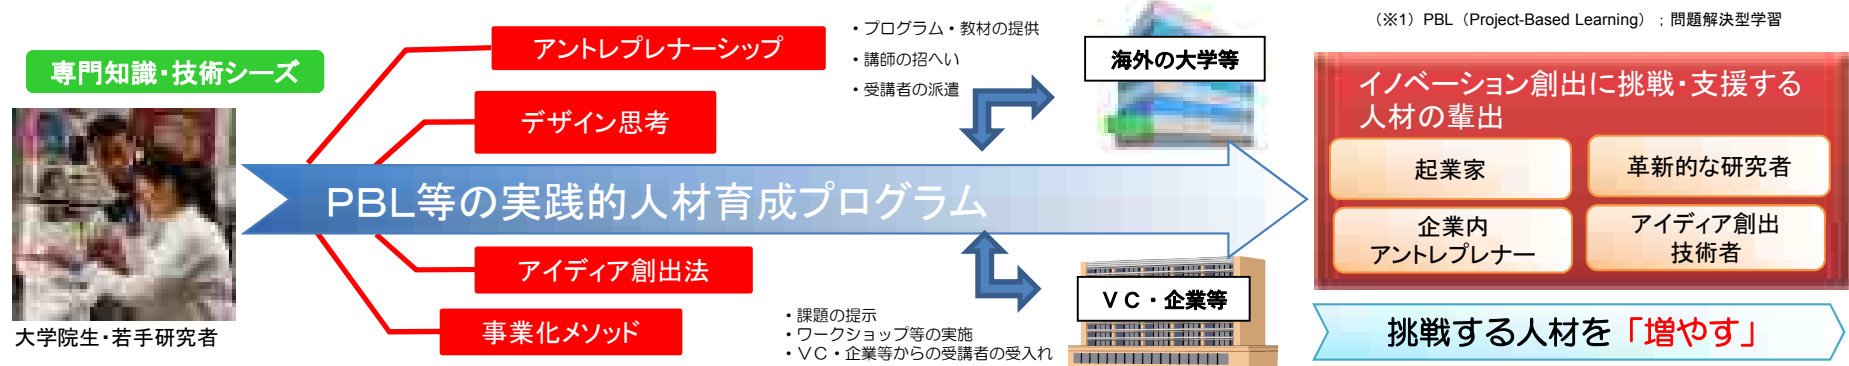 専門知識・技術シーズ
大学院生・若手研究者
アントレプレナーシップ
デザイン思考
PBL等の実践的人材育成プログラム
アイディア創出法
事業化メソッド
・プログラム・教材の提供
・講師の招へい
・受講者の派遣
海外の大学等
VC・企業等
・課題の提示
・ワークショップ等の実施
・VC・企業等からの受講者の受入れ
（※1）PBL（Project-Based Learning）；問題解決型学習
イノベーション創出に挑戦・支援する
人材の輩出
起業家
革新的な研究者
企業内
アントレプレナー
アイディア創出
技術者
挑戦する人材を「増やす」